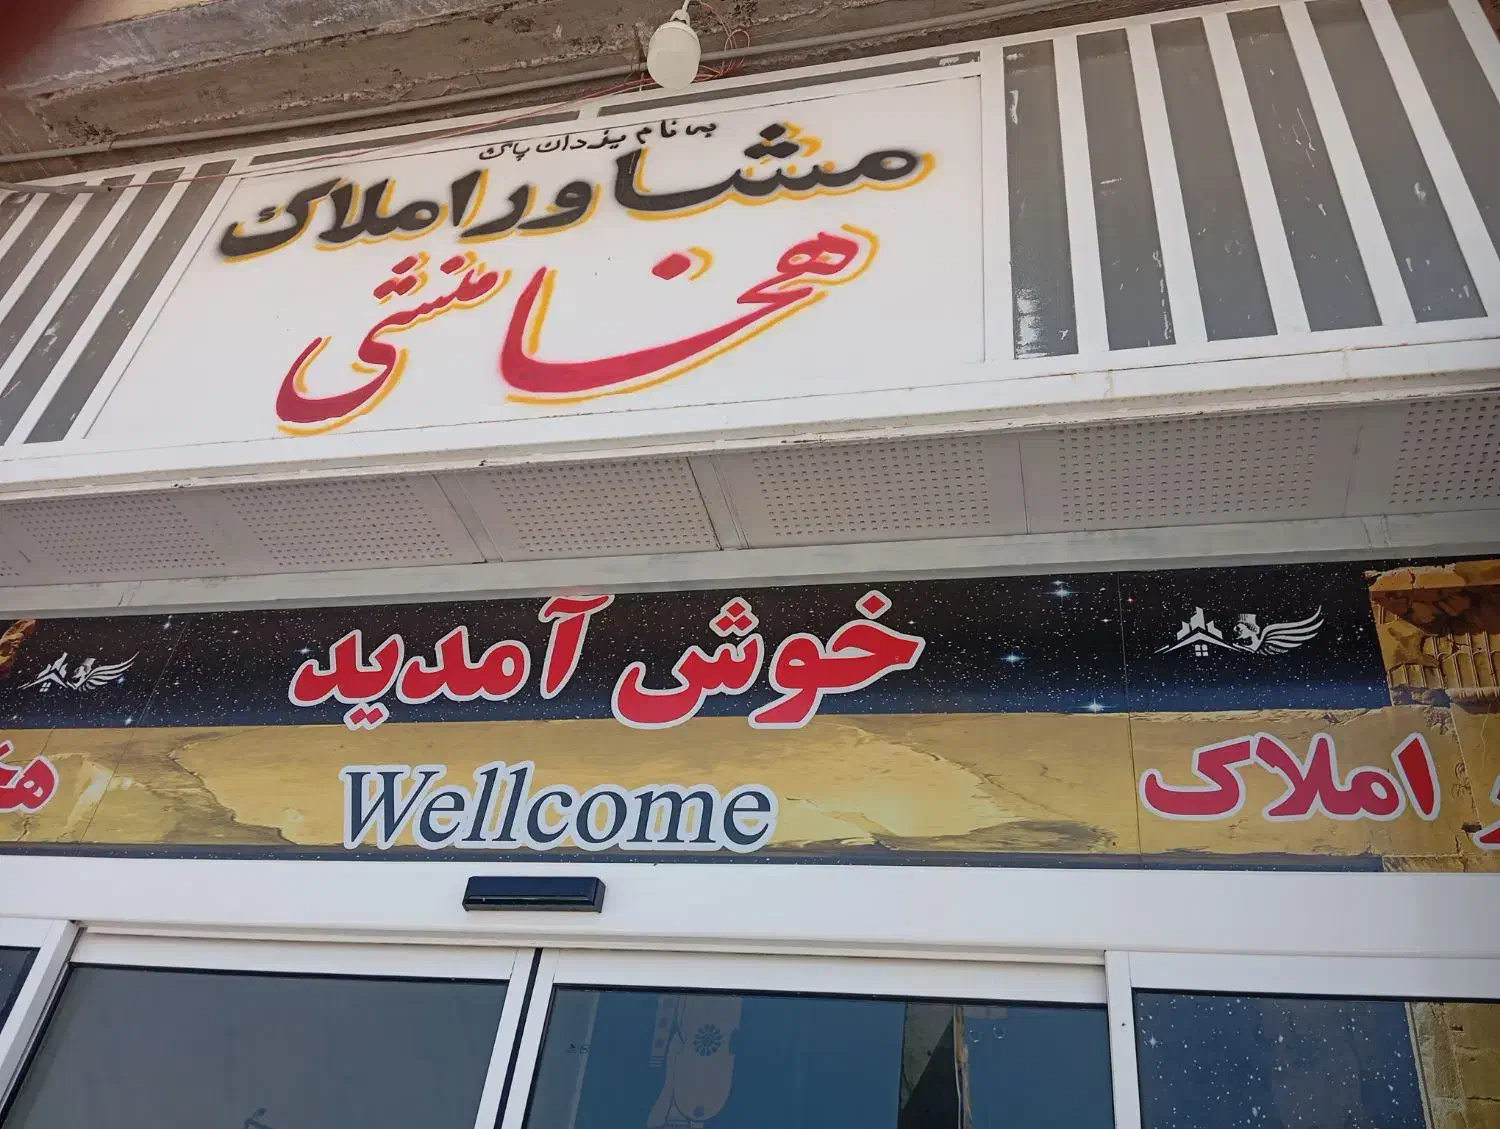 به نام یزدان پاک
مشاور املاک
هخامنشی
خوش آمدید
Wellcome
املاک